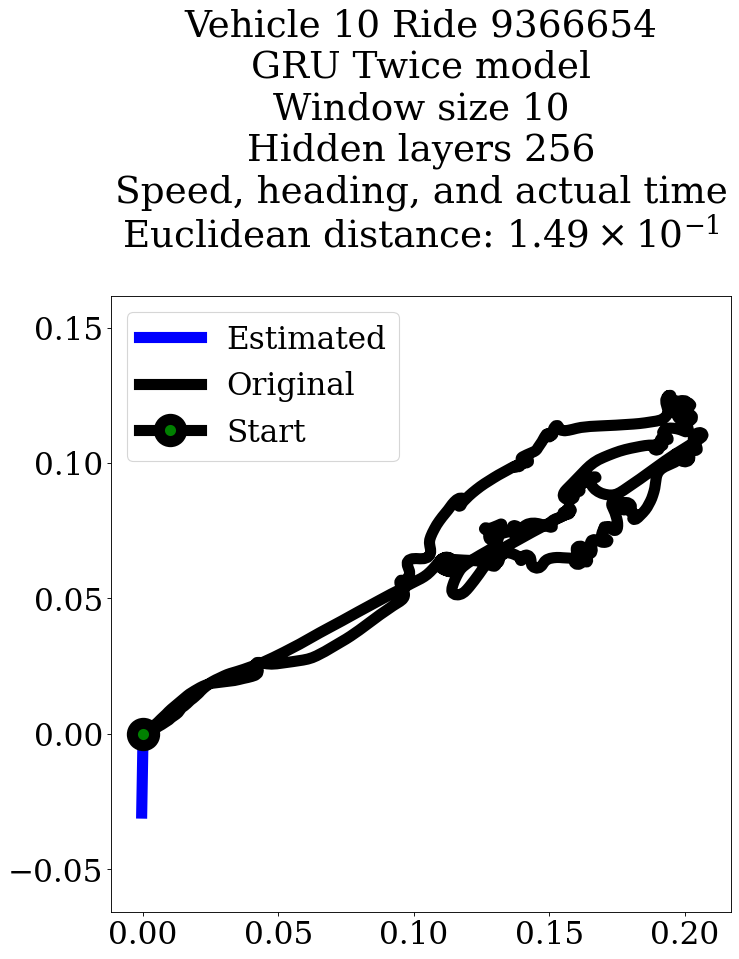 Vehicle 10 Ride 9366654
GRU Twice model
Window size 10
Hidden layers 256
Speed, heading, and actual time
Euclidean distance: 1.49 × 10⁻¹
Estimated
Original
Start
0.15
0.10
0.05
0.00
−0.05
0.00 0.05 0.10 0.15 0.20